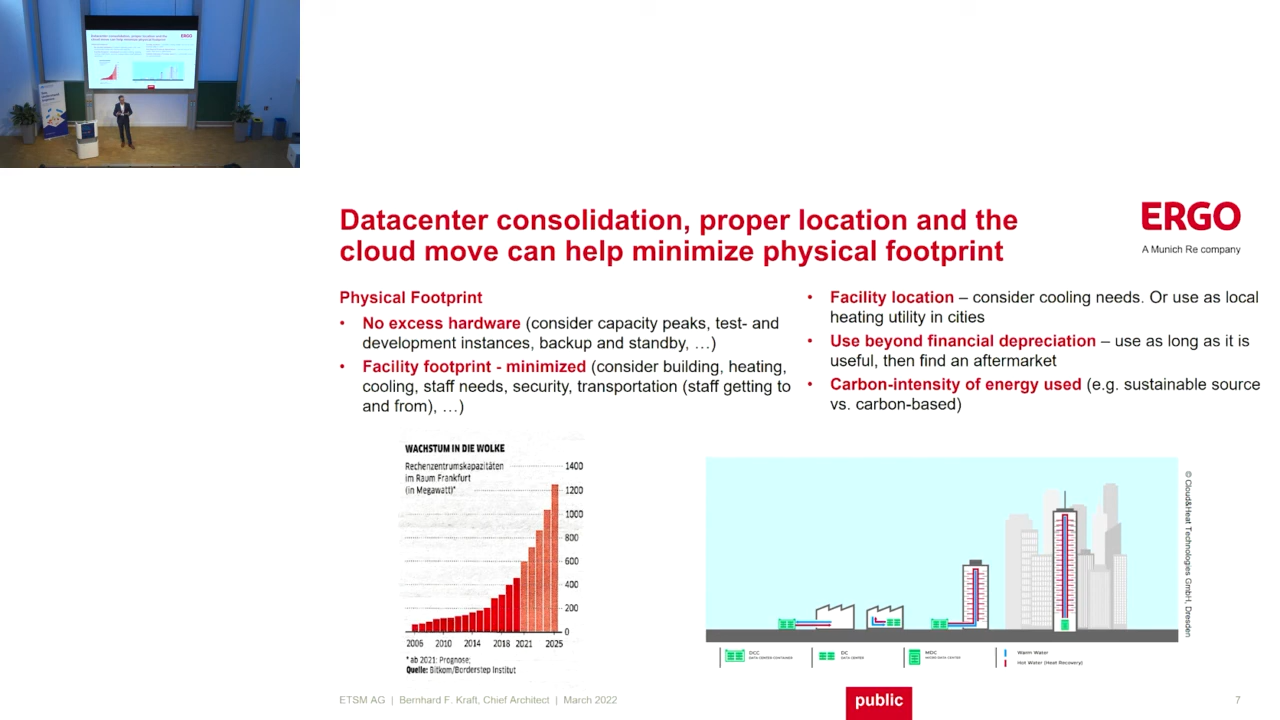 Datacenter consolidation, proper location and the
cloud move can help minimize physical footprint
ERGO
A Munich Re company
Physical Footprint
• No excess hardware (consider capacity peaks, test- and
development instances, backup and standby, …)
• Facility footprint - minimized (consider building, heating,
cooling, staff needs, security, transportation (staff getting to
and from), …)
• Facility location – consider cooling needs. Or use as local
heating utility in cities
• Use beyond financial depreciation – use as long as it is
useful, then find an aftermarket
• Carbon-intensity of energy used (e.g. sustainable source
vs. carbon-based)
WACHSTUM IN DIE WOLKE
Rechenzentrumskapazitäten
im Raum Frankfurt
(in Megawatt)*
1400
1200
1000
800
600
400
200
0
2006 2010 2014 2018 2021 2025
* ab 2021: Prognose;
Quelle: Bitkom/Borderstep Institut
© Cloud&Heat Technologies GmbH, Dresden
DCC
DATA CENTER CONTAINER
DC
DATA CENTER
MDC
MICRO DATA CENTER
Warm Water
Hot Water (Heat Recovery)
ETSM AG | Bernhard F. Kraft, Chief Architect | March 2022
public
7